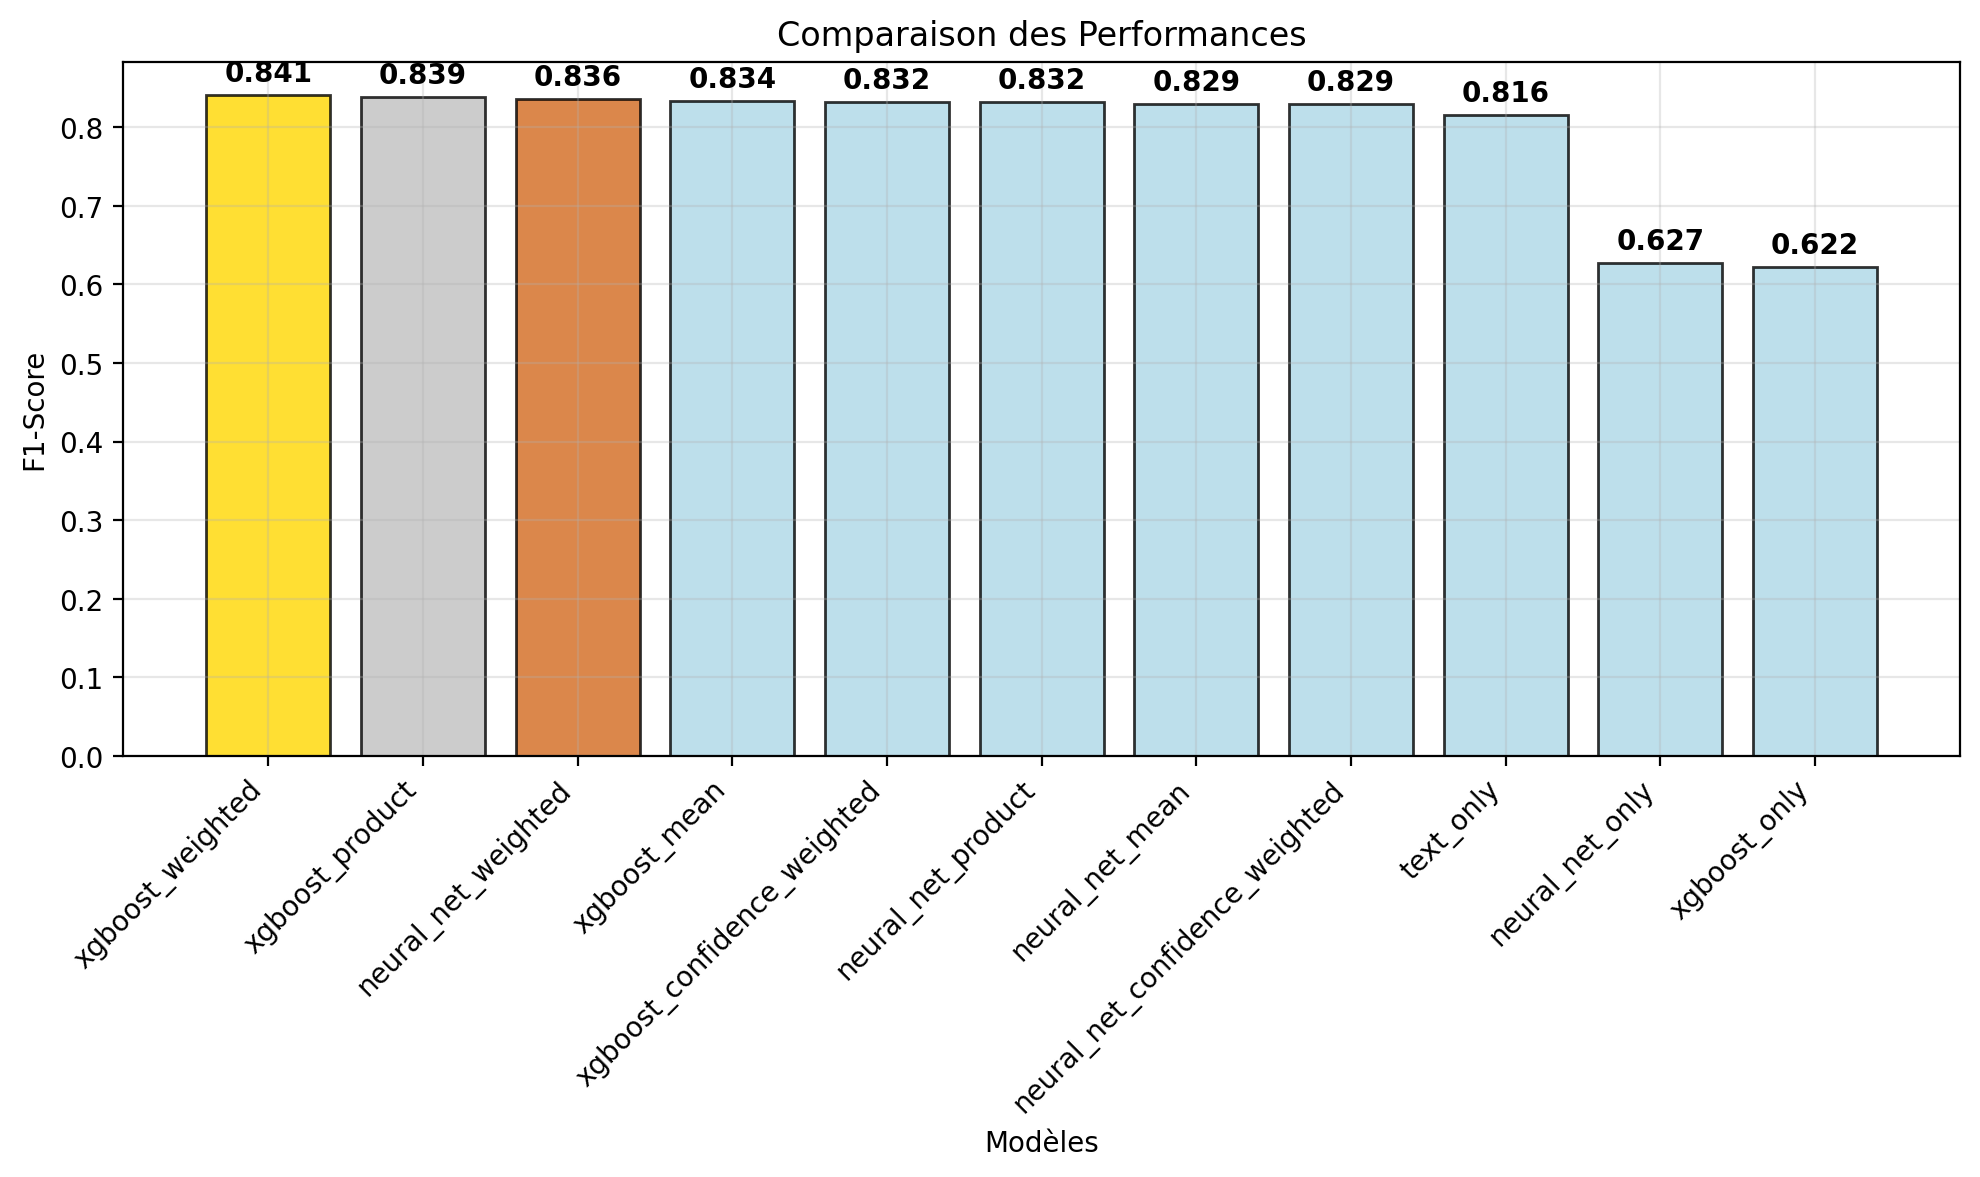 Comparaison des Performances
0.841 0.839 0.836 0.834 0.832 0.832 0.829 0.829 0.816 0.627 0.622
F1-Score
0.8
0.7
0.6
0.5
0.4
0.3
0.2
0.1
0.0
xgboost_weighted
xgboost_product
neural_net_weighted
xgboost_mean
xgboost_confidence_weighted
neural_net_product
neural_net_mean
neural_net_confidence_weighted
text_only
neural_net_only
xgboost_only
Modèles